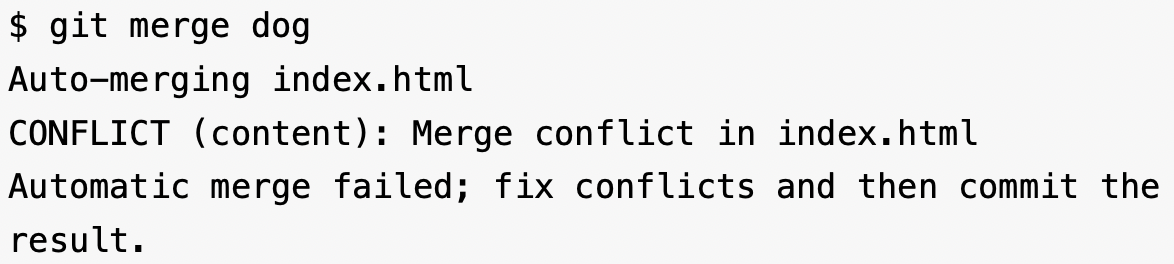 $ git merge dog
Auto-merging index.html
CONFLICT (content): Merge conflict in index.html
Automatic merge failed; fix conflicts and then commit the
result.